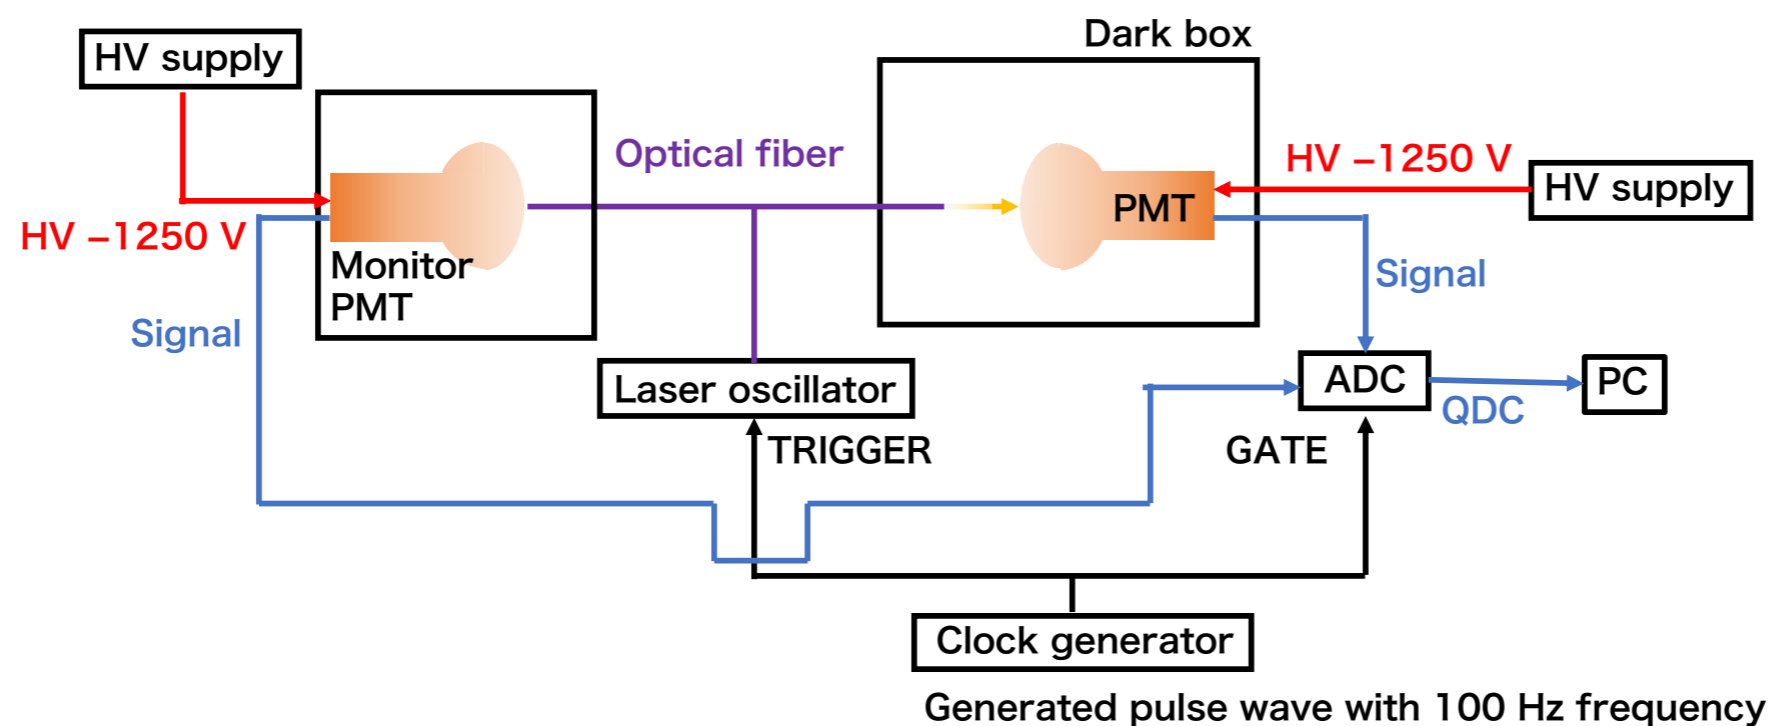 Dark box
HV supply
Optical fiber
HV −1250 V
HV supply
PMT
HV −1250 V
Monitor
PMT
Signal
Signal
Laser oscillator
ADC
PC
QDC
TRIGGER
GATE
Clock generator
Generated pulse wave with 100 Hz frequency